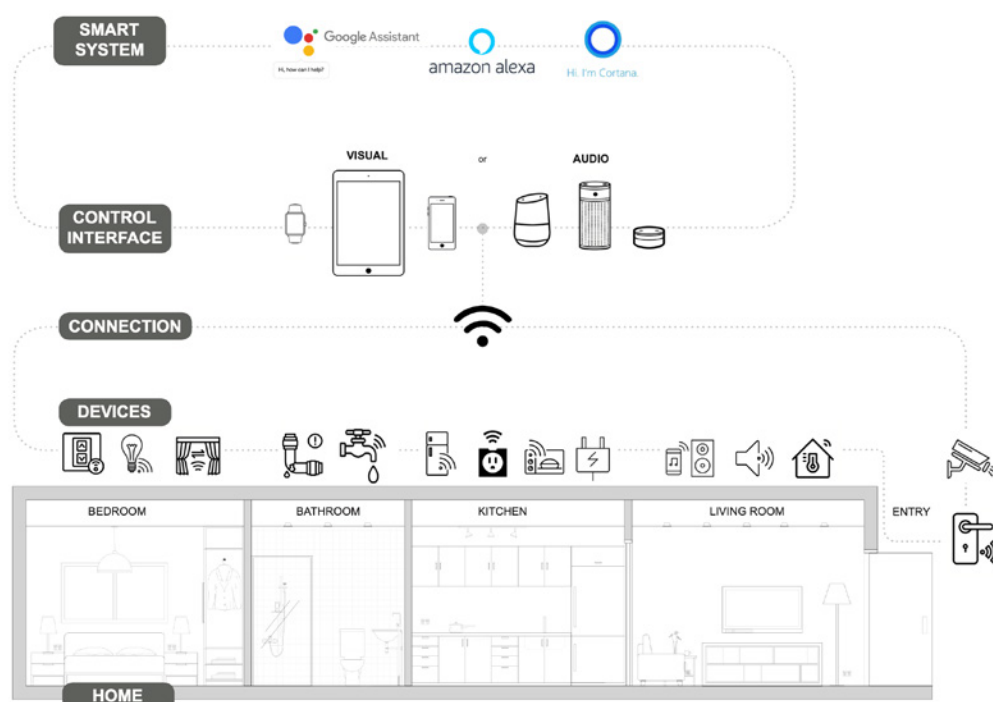 SMART
SYSTEM
Google Assistant
Hi, how can I help?
amazon alexa
Hi. I'm Cortana.
VISUAL
or
AUDIO
CONTROL
INTERFACE
CONNECTION
DEVICES
BEDROOM
BATHROOM
KITCHEN
LIVING ROOM
ENTRY
HOME